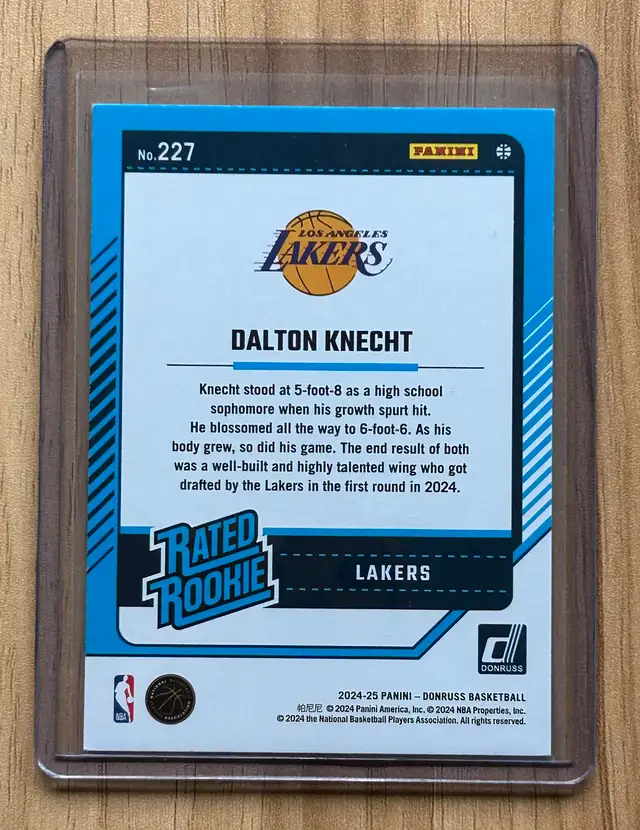 No.227
PANINI
LOS ANGELES
LAKERS
DALTON KNECHT
Knecht stood at 5-foot-8 as a high school
sophomore when his growth spurt hit.
He blossomed all the way to 6-foot-6. As his
body grew, so did his game. The end result of both
was a well-built and highly talented wing who got
drafted by the Lakers in the first round in 2024.
RATED
ROOKIE
LAKERS
d
DONRUSS
NBA
2024-25 PANINI – DONRUSS BASKETBALL
帕尼尼 © 2024 Panini America, Inc. © 2024 NBA Properties, Inc.
© 2024 the National Basketball Players Association. All rights reserved.